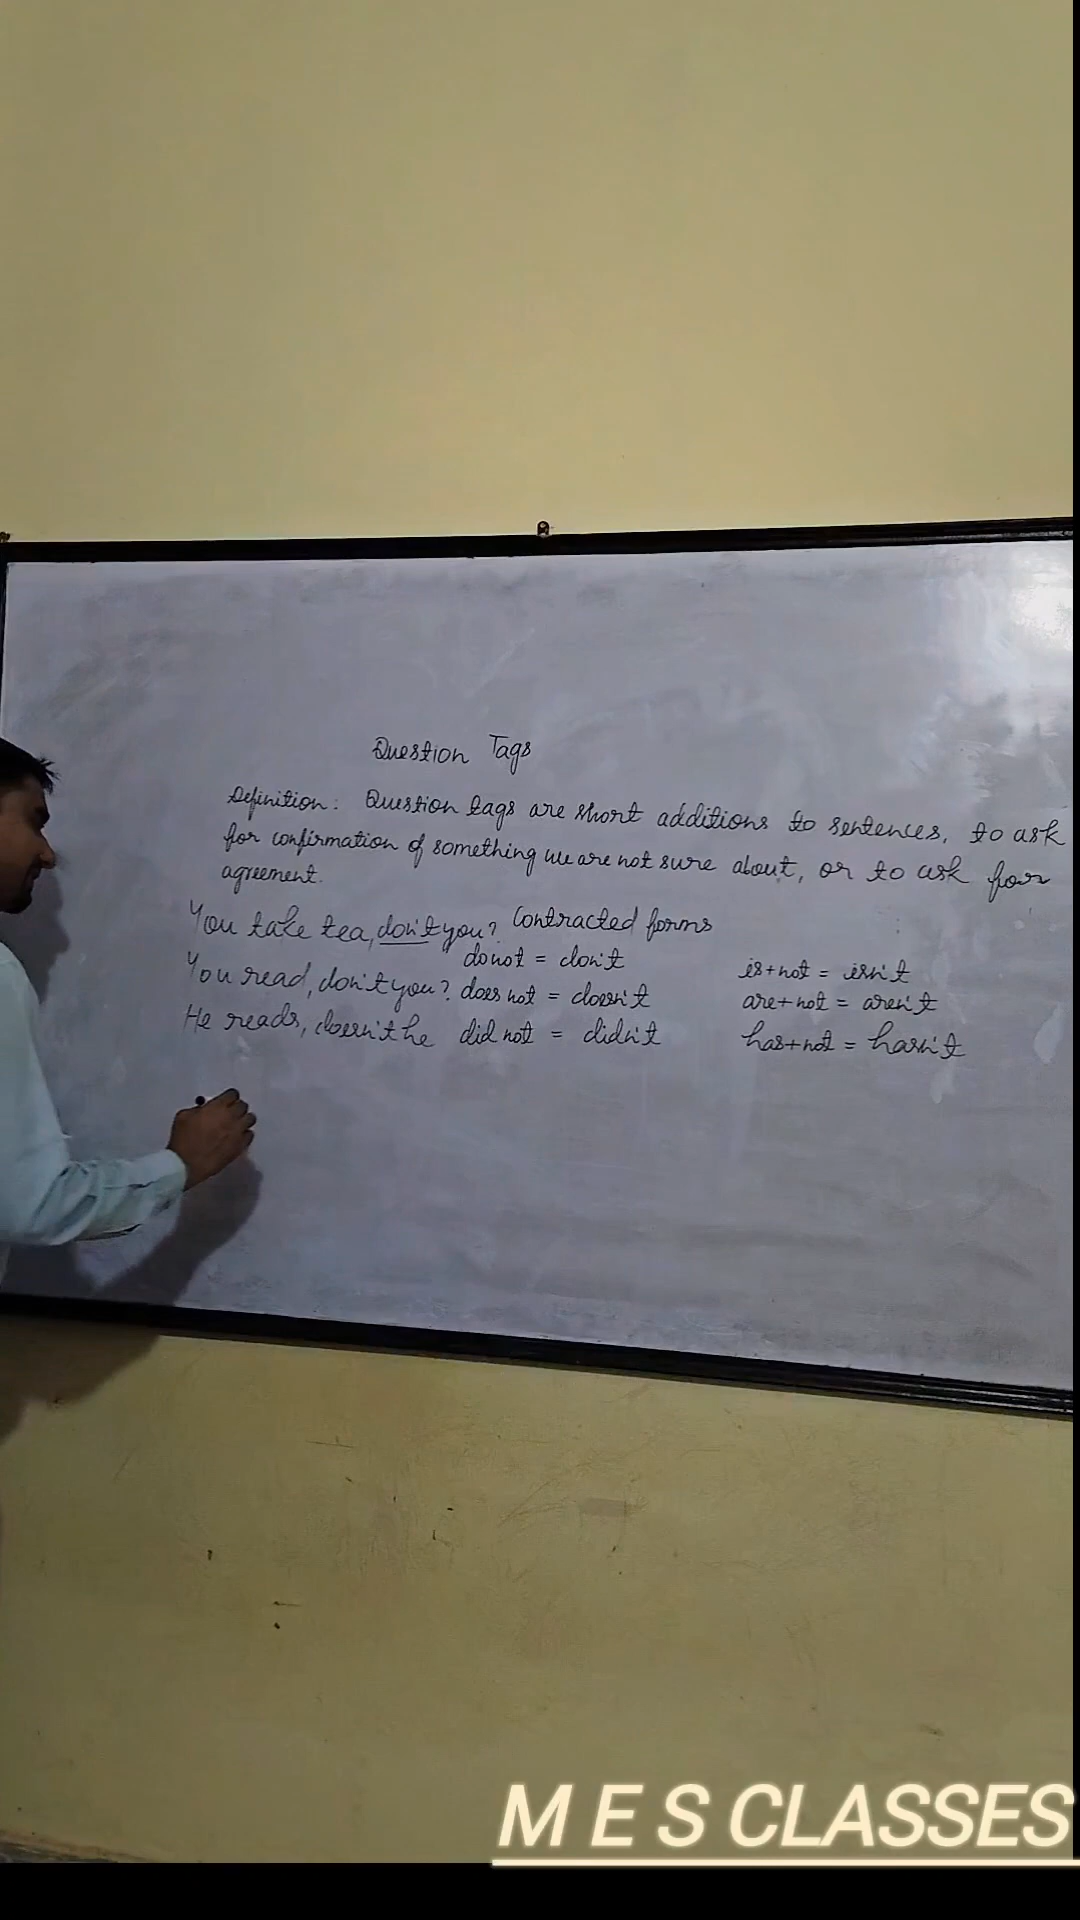 Question Tags
Definition: Question tags are short additions to sentences, to ask
for confirmation of something we are not sure about, or to ask for
agreement.
You take tea, don't you? Contracted forms
do not = don't
is+not = isn't
You read, don't you? does not = doesn't
are+not = aren't
He reads, doesn't he did not = didn't
has+not = hasn't
M E S CLASSES